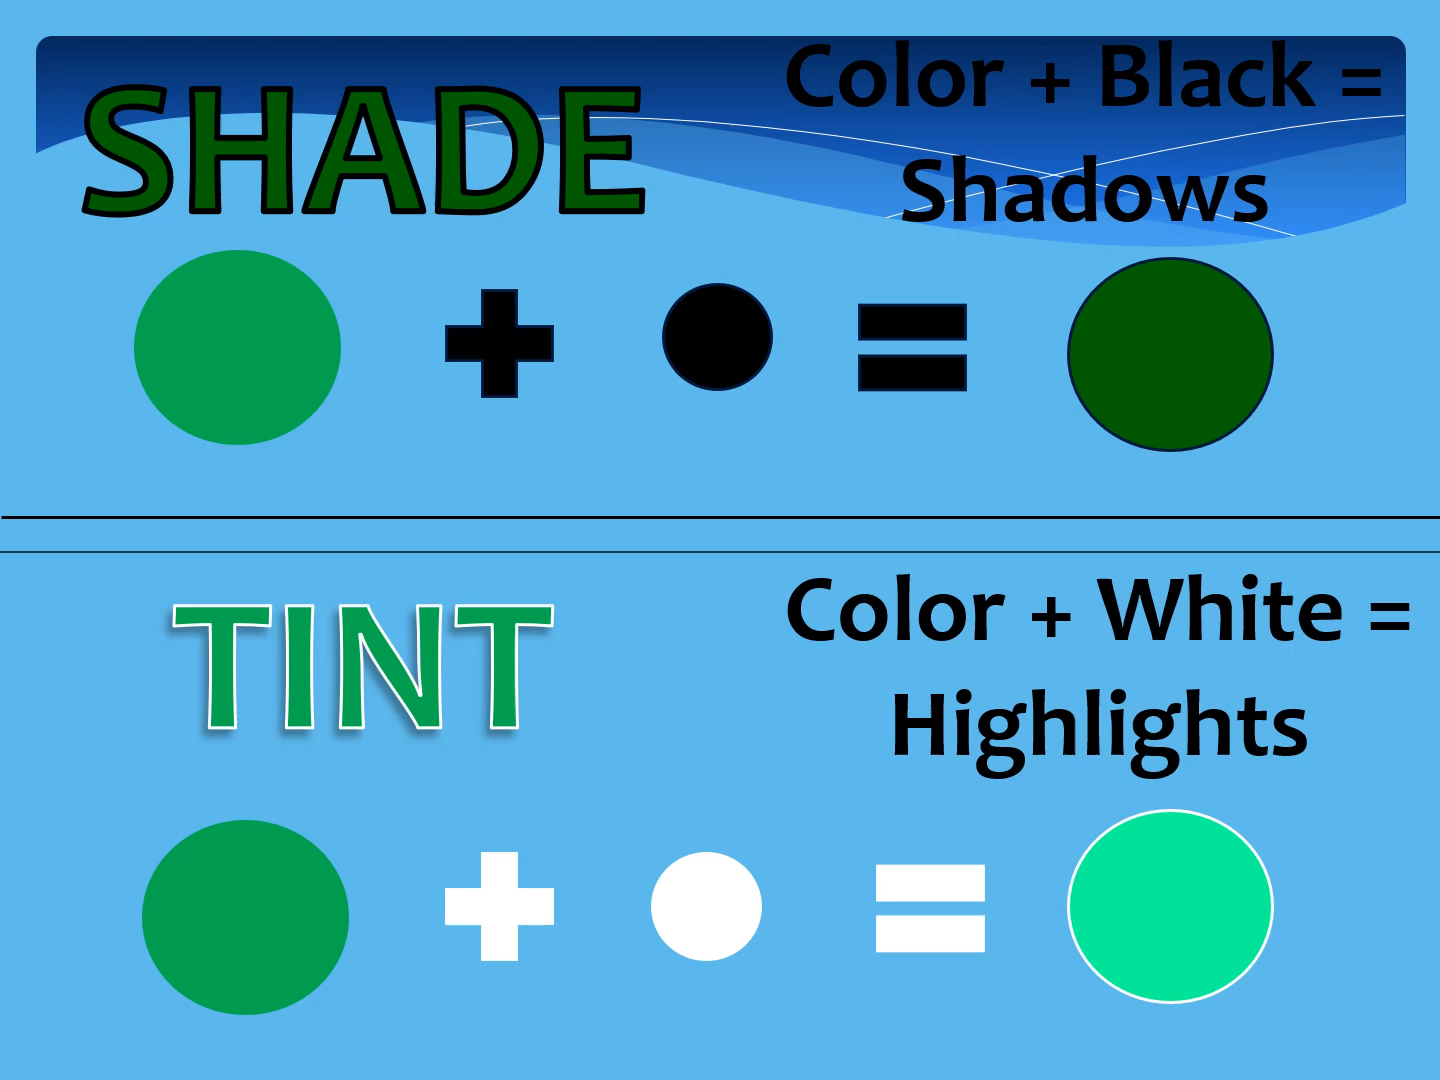 SHADE
Color + Black =
Shadows
TINT
Color + White =
Highlights